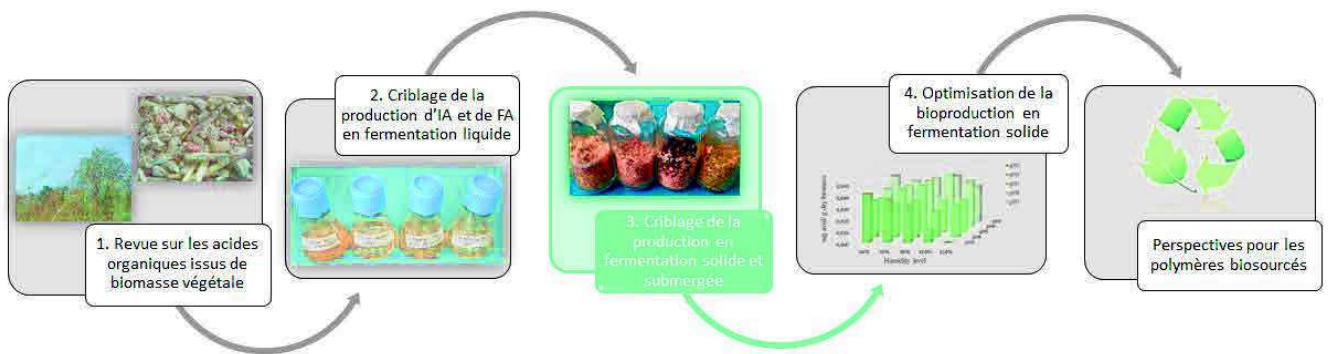 1. Revue sur les acides
organiques issus de
biomasse végétale
2. Criblage de la
production d'IA et de FA
en fermentation liquide
3. Criblage de la
production en
fermentation solide et
submergée
4. Optimisation de la
bioproduction en
fermentation solide
Humidity level
Perspectives pour les
polymères biosourcés